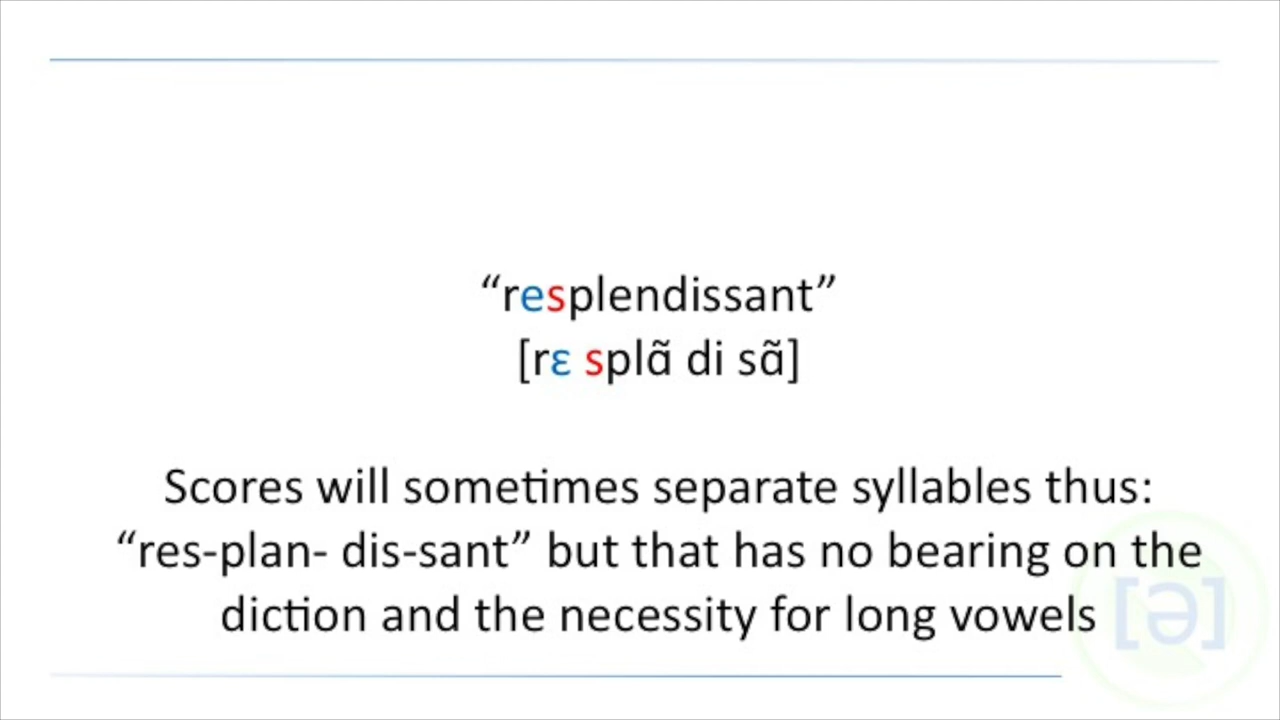 “resplendissant”
[rɛ splɑ̃ di sɑ̃]
Scores will sometimes separate syllables thus:
“res-plan- dis-sant” but that has no bearing on the
diction and the necessity for long vowels
[ə]